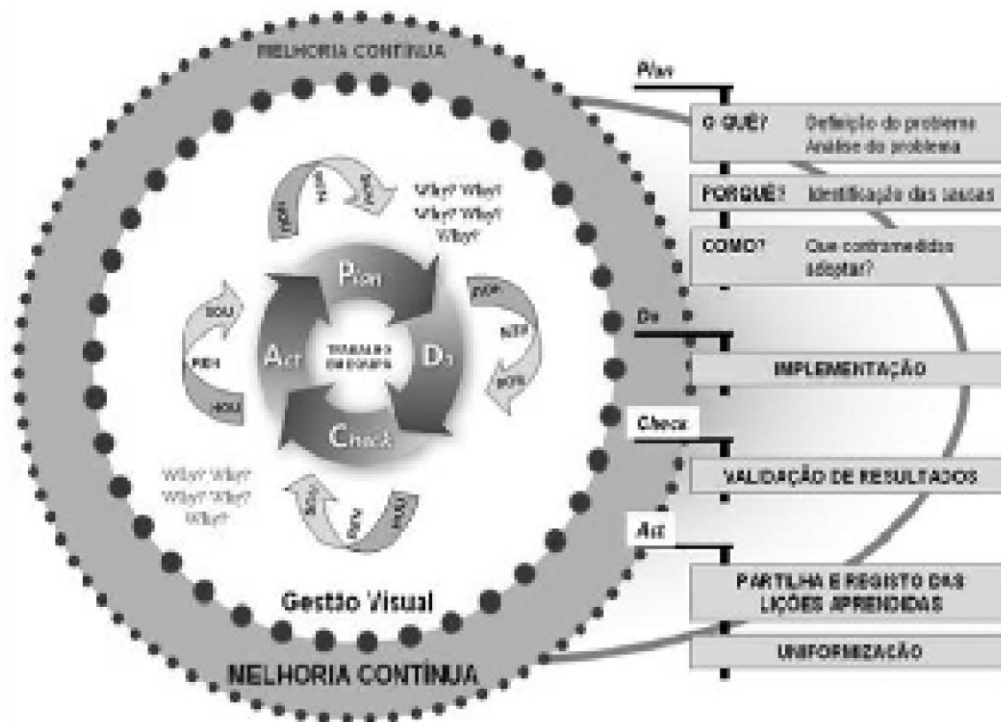 MELHORIA CONTÍNUA
Why? Why?
Why? Why?
Why?
Plan
Do
Check
Act
TRABALHO
Why? Why?
Why? Why?
Why?
Gestão Visual
MELHORIA CONTÍNUA
Plan
O QUÊ? Definição do problema
Análise do problema
PORQUÊ? Identificação das causas
COMO? Que contramedidas
adoptar?
Do
IMPLEMENTAÇÃO
Check
VALIDAÇÃO DE RESULTADOS
Act
PARTILHA E REGISTO DAS
LIÇÕES APRENDIDAS
UNIFORMIZAÇÃO